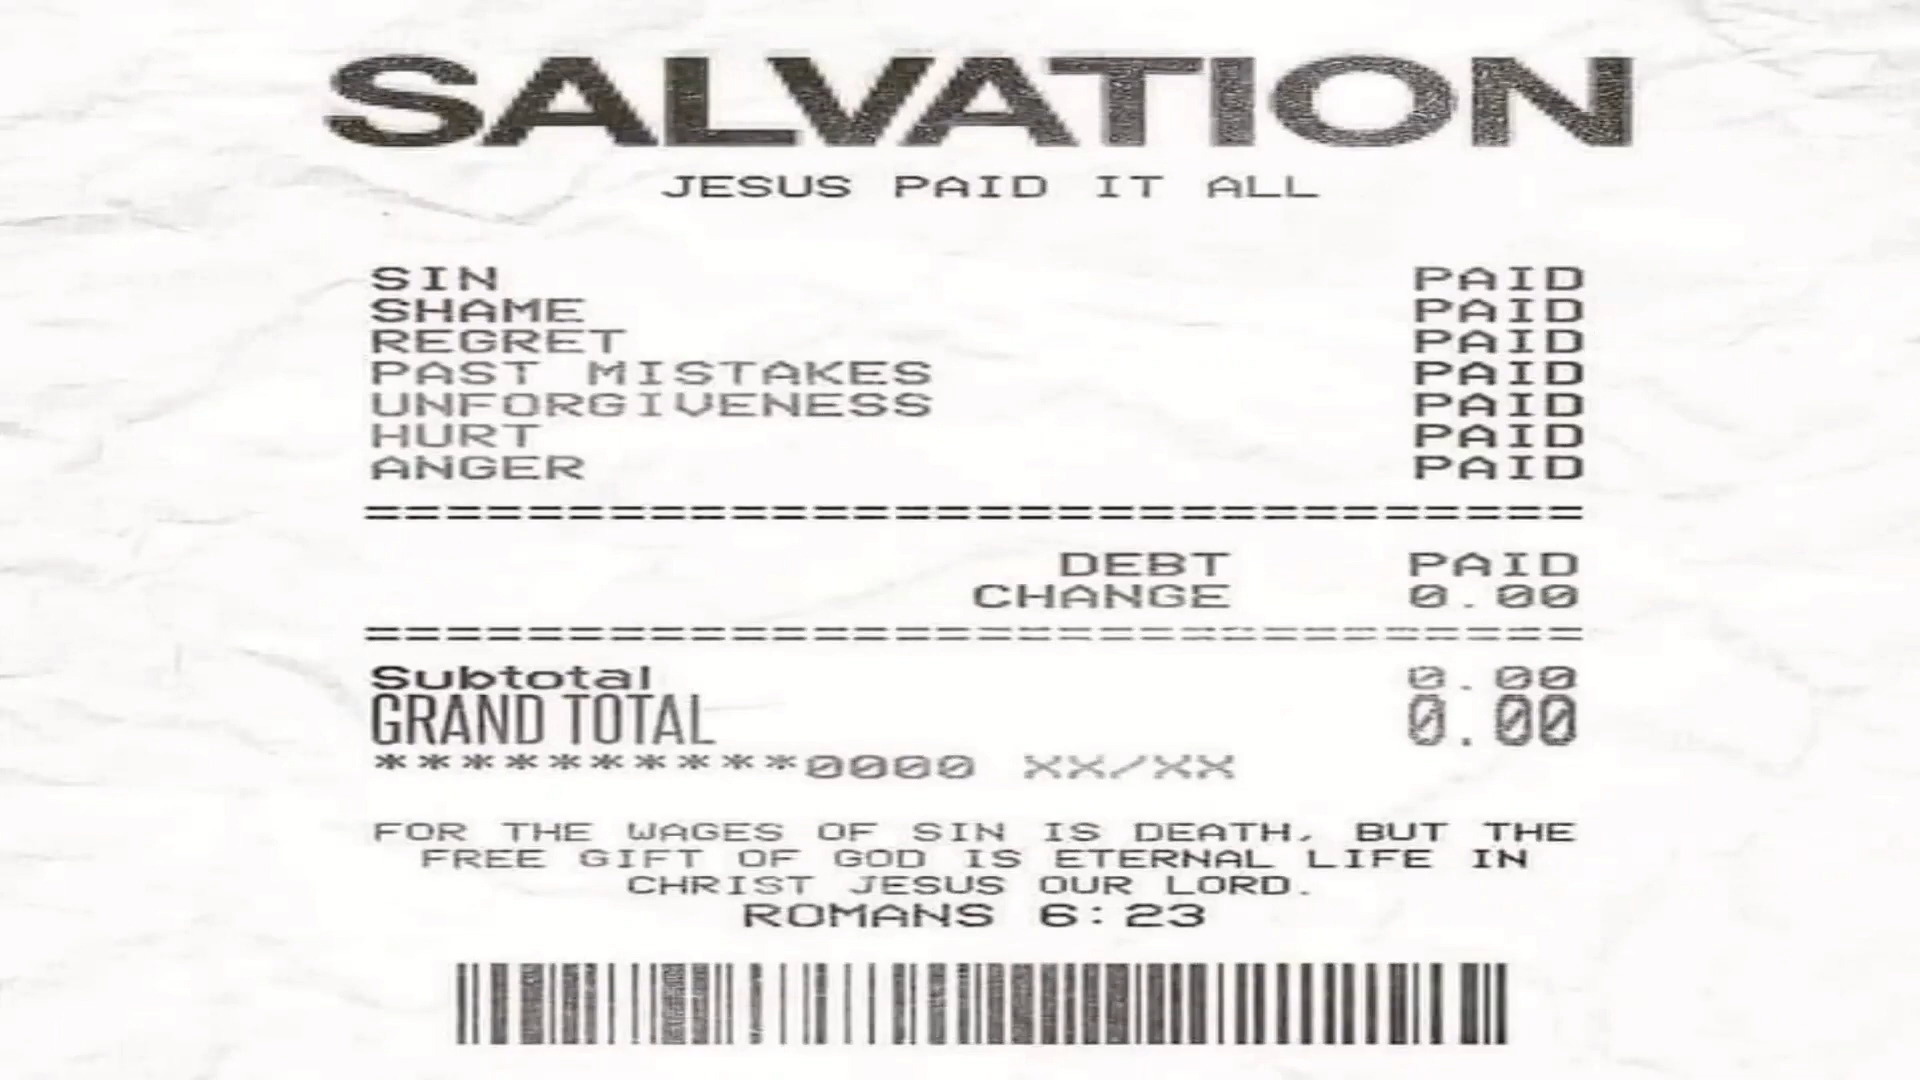 SALVATION
JESUS PAID IT ALL
SIN PAID
SHAME PAID
REGRET PAID
PAST MISTAKES PAID
UNFORGIVENESS PAID
HURT PAID
ANGER PAID
==============================
DEBT PAID
CHANGE 0.00
==============================
Subtotal 0.00
GRAND TOTAL 0.00
**********0000 XX/XX
FOR THE WAGES OF SIN IS DEATH, BUT THE
FREE GIFT OF GOD IS ETERNAL LIFE IN
CHRIST JESUS OUR LORD.
ROMANS 6:23